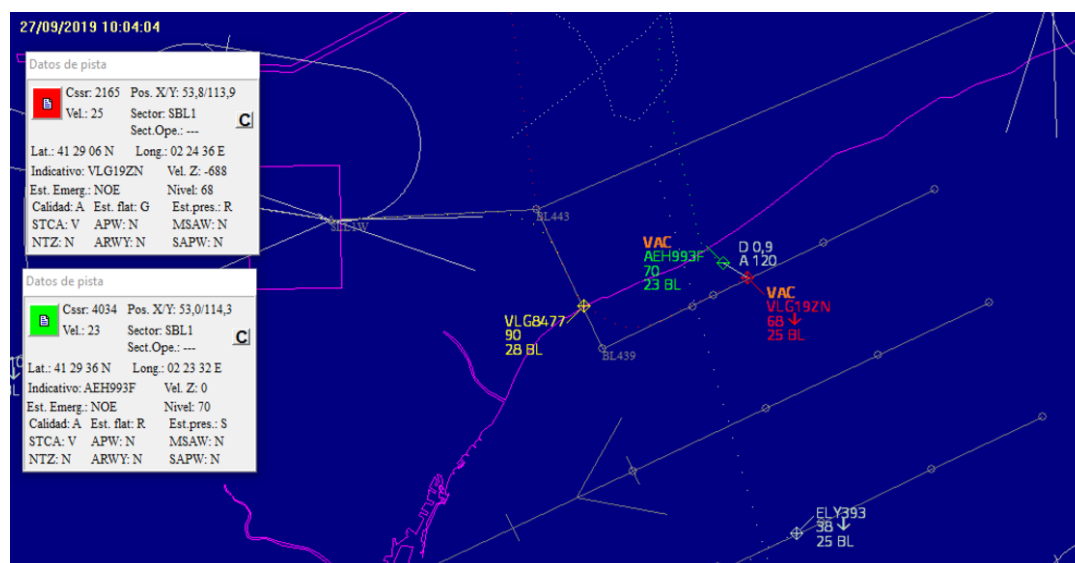 27/09/2019 10:04:04
Datos de pista
Cssr: 2165 Pos. X/Y: 53,8/113,9
Vel.: 25 Sector: SBL1
Sect.Ope.: --- C
Lat.: 41 29 06 N Long.: 02 24 36 E
Indicativo: VLG19ZN Vel. Z: -688
Est. Emerg.: NOE Nivel: 68
Calidad: A Est. flat: G Est.pres.: R
STCA: V APW: N MSAW: N
NTZ: N ARWY: N SAPW: N
Datos de pista
Cssr: 4034 Pos. X/Y: 53,0/114,3
Vel.: 23 Sector: SBL1
Sect.Ope.: --- C
Lat.: 41 29 36 N Long.: 02 23 32 E
Indicativo: AEH993F Vel. Z: 0
Est. Emerg.: NOE Nivel: 70
Calidad: A Est. flat: R Est.pres.: S
STCA: V APW: N MSAW: N
NTZ: N ARWY: N SAPW: N
BL443
VAC
AEH993F
70
23 BL
D 0,9
A 120
VAC
VLG19ZN
68 ↓
25 BL
VLG8477
90
28 BL
BL439
ELY393
38 ↓
25 BL